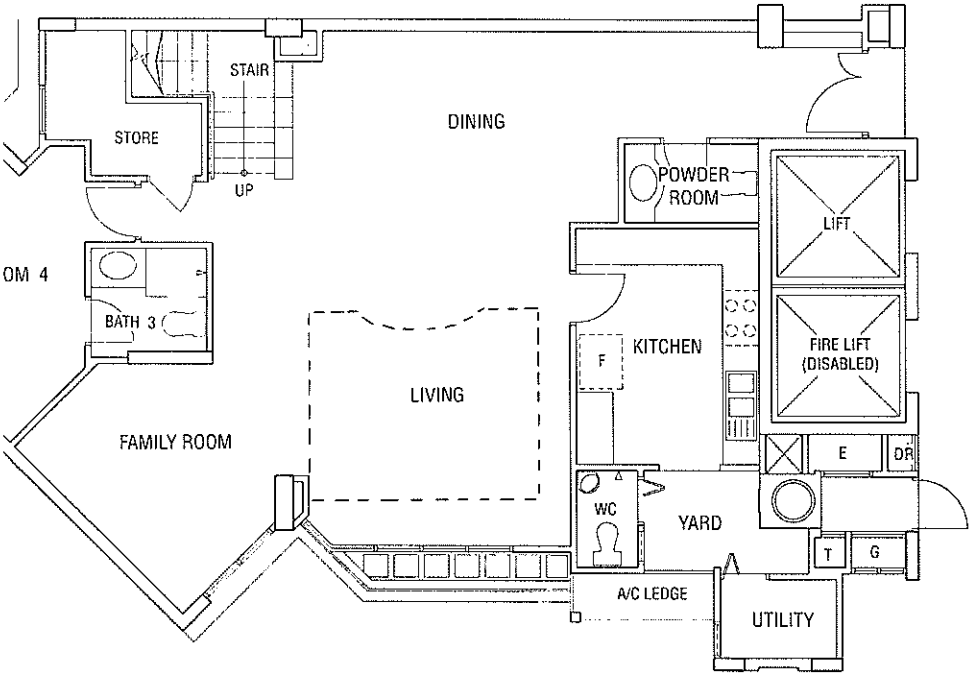 STAIR
DINING
STORE
UP
POWDER
ROOM
LIFT
OM 4
BATH 3
KITCHEN
F
FIRE LIFT
(DISABLED)
LIVING
FAMILY ROOM
E
DR
WC
YARD
T
G
A/C LEDGE
UTILITY